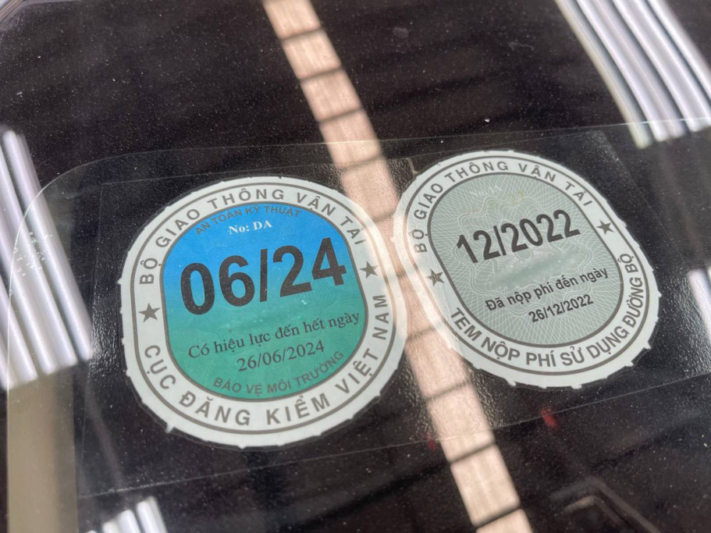 BỘ GIAO THÔNG VẬN TẢI
AN TOÀN KỸ THUẬT
No: DA
06/24
Có hiệu lực đến hết ngày
26/06/2024
BẢO VỆ MÔI TRƯỜNG
CỤC ĐĂNG KIỂM VIỆT NAM
BỘ GIAO THÔNG VẬN TẢI
12/2022
Đã nộp phí đến ngày
26/12/2022
TEM NỘP PHÍ SỬ DỤNG ĐƯỜNG BỘ